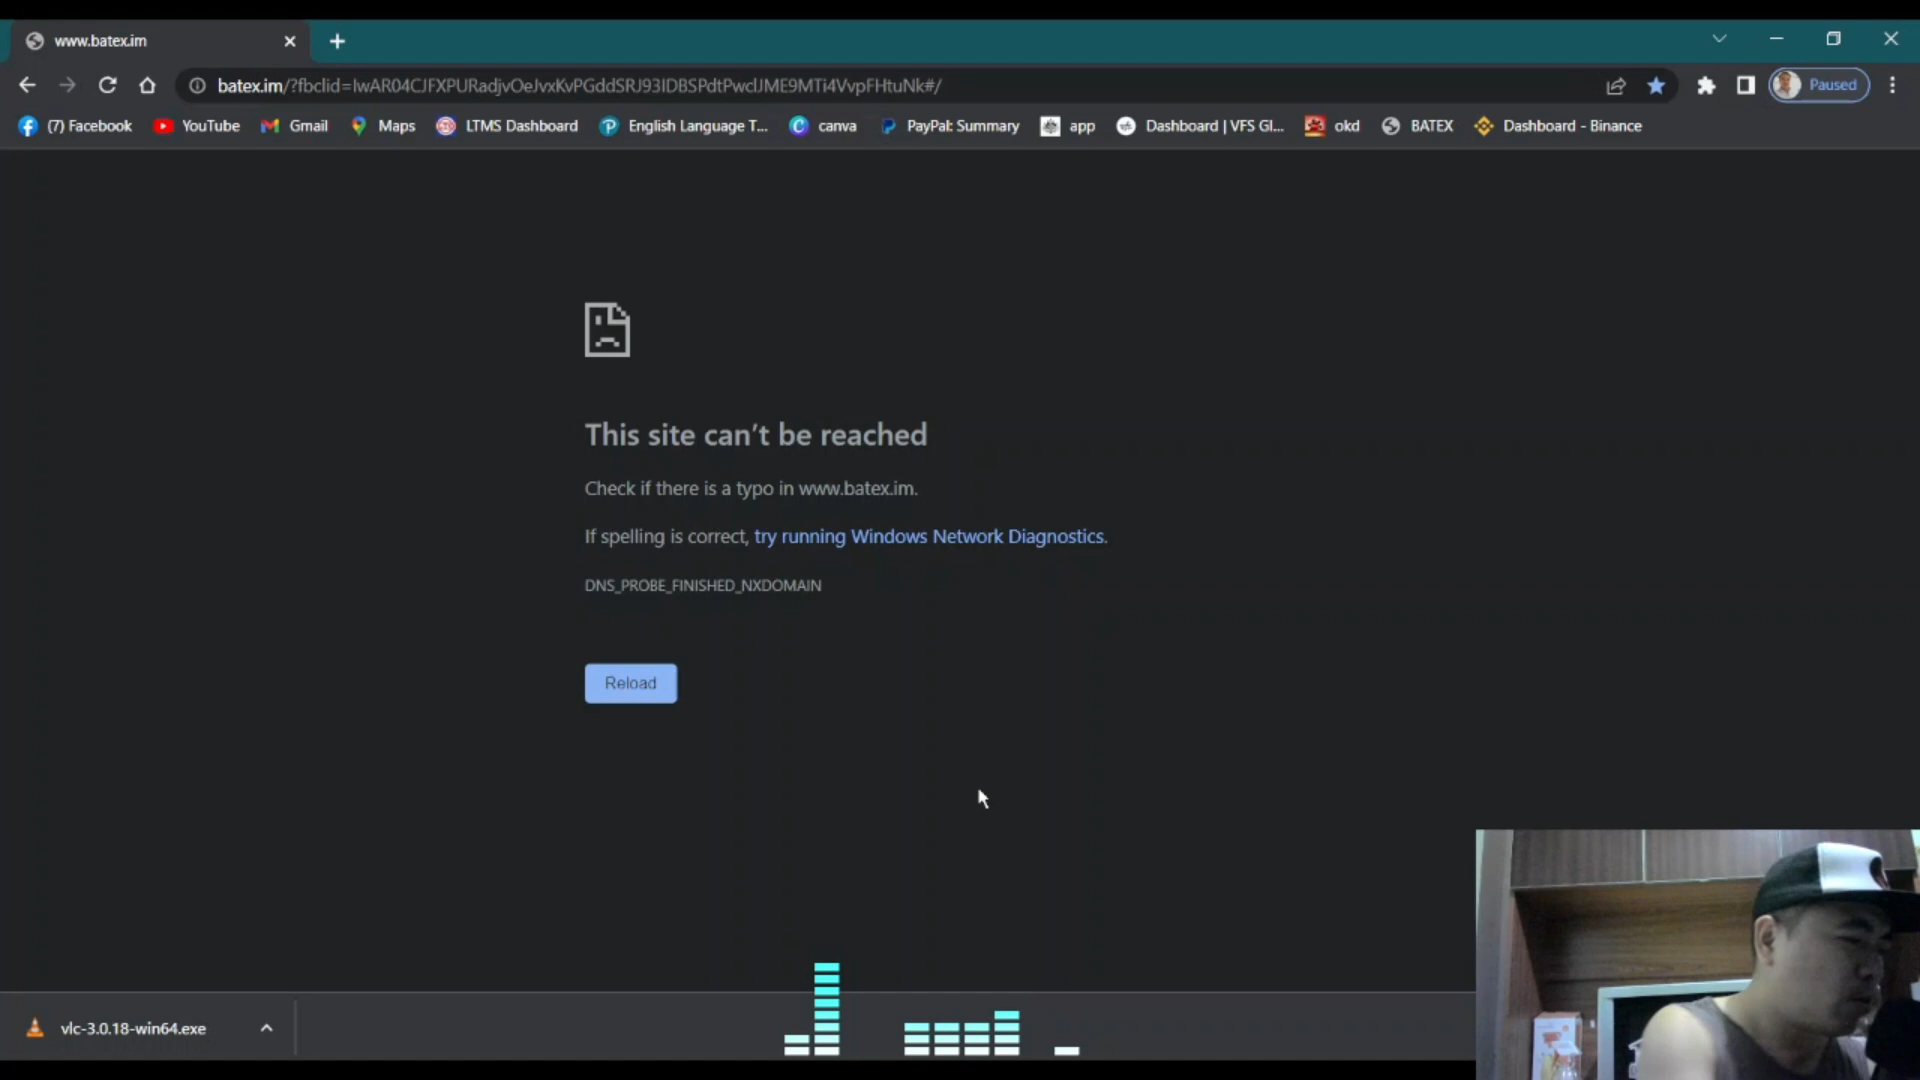 www.batex.im
batex.im/?fbclid=IwAR04CJFXPURadjvOeJvxKvPGddSRJ93IDBSPdtPwclJME9MTi4VvpFHtuNk#/
Paused
(7) Facebook
YouTube
Gmail
Maps
LTMS Dashboard
English Language T...
canva
PayPal: Summary
app
Dashboard | VFS Gl...
okd
BATEX
Dashboard - Binance
This site can't be reached
Check if there is a typo in www.batex.im.
If spelling is correct, try running Windows Network Diagnostics.
DNS_PROBE_FINISHED_NXDOMAIN
Reload
vlc-3.0.18-win64.exe